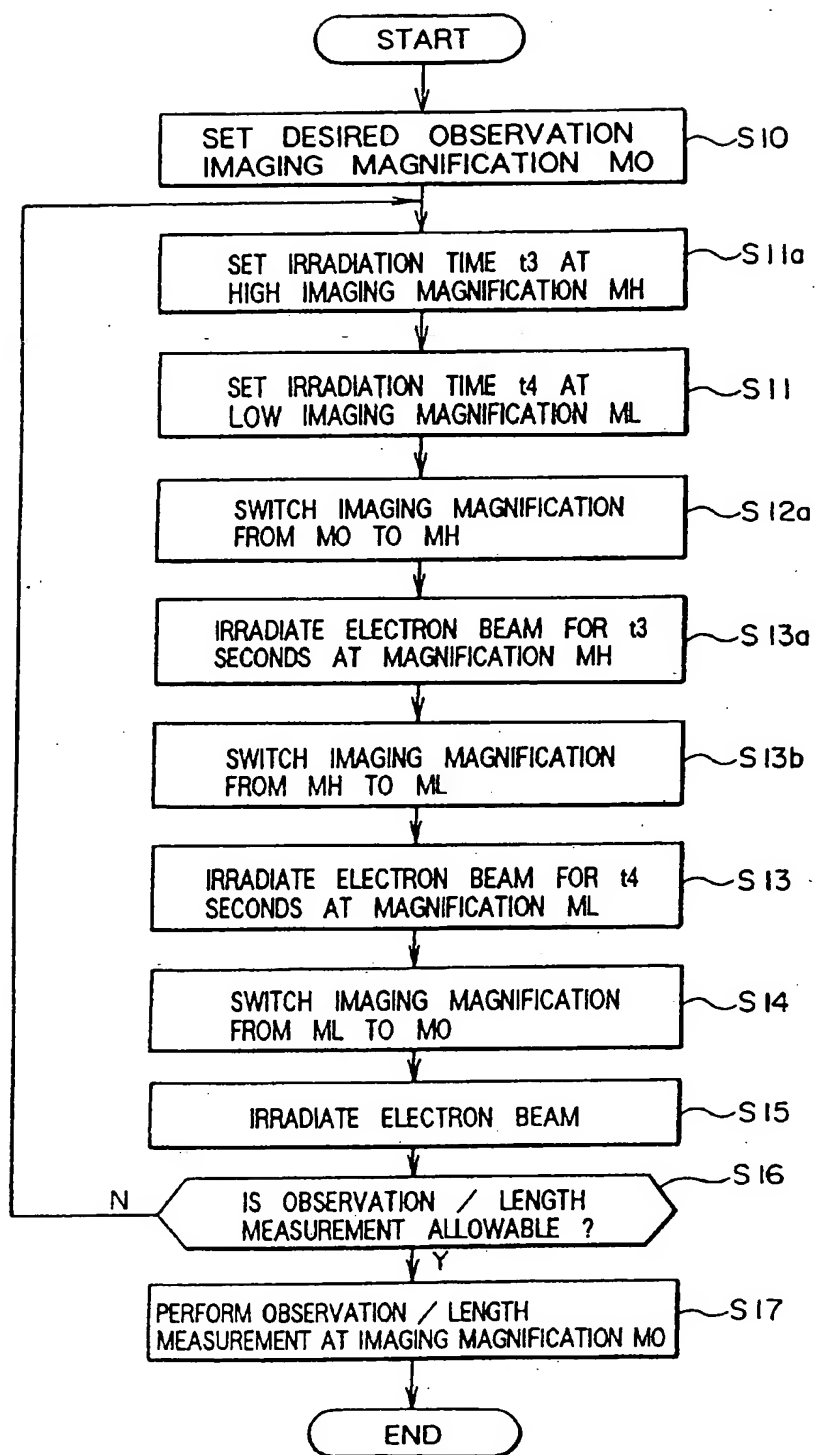 START
SET DESIRED OBSERVATION
IMAGING MAGNIFICATION MO
S10
SET IRRADIATION TIME t3 AT
HIGH IMAGING MAGNIFICATION MH
S11a
SET IRRADIATION TIME t4 AT
LOW IMAGING MAGNIFICATION ML
S11
SWITCH IMAGING MAGNIFICATION
FROM MO TO MH
S12a
IRRADIATE ELECTRON BEAM FOR t3
SECONDS AT MAGNIFICATION MH
S13a
SWITCH IMAGING MAGNIFICATION
FROM MH TO ML
S13b
IRRADIATE ELECTRON BEAM FOR t4
SECONDS AT MAGNIFICATION ML
S13
SWITCH IMAGING MAGNIFICATION
FROM ML TO MO
S14
IRRADIATE ELECTRON BEAM
S15
N
IS OBSERVATION / LENGTH
MEASUREMENT ALLOWABLE ?
S16
Y
PERFORM OBSERVATION / LENGTH
MEASUREMENT AT IMAGING MAGNIFICATION MO
S17
END